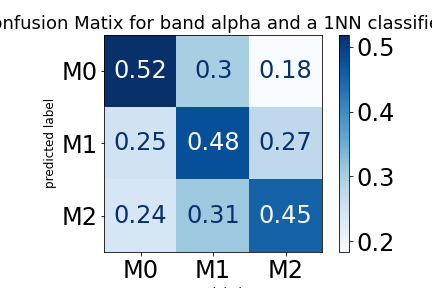 onfusion Matix for band alpha and a 1NN classifie
M0 0.52 0.3 0.18
M1 0.25 0.48 0.27
M2 0.24 0.31 0.45
M0 M1 M2
predicted label
0.5
0.4
0.3
0.2